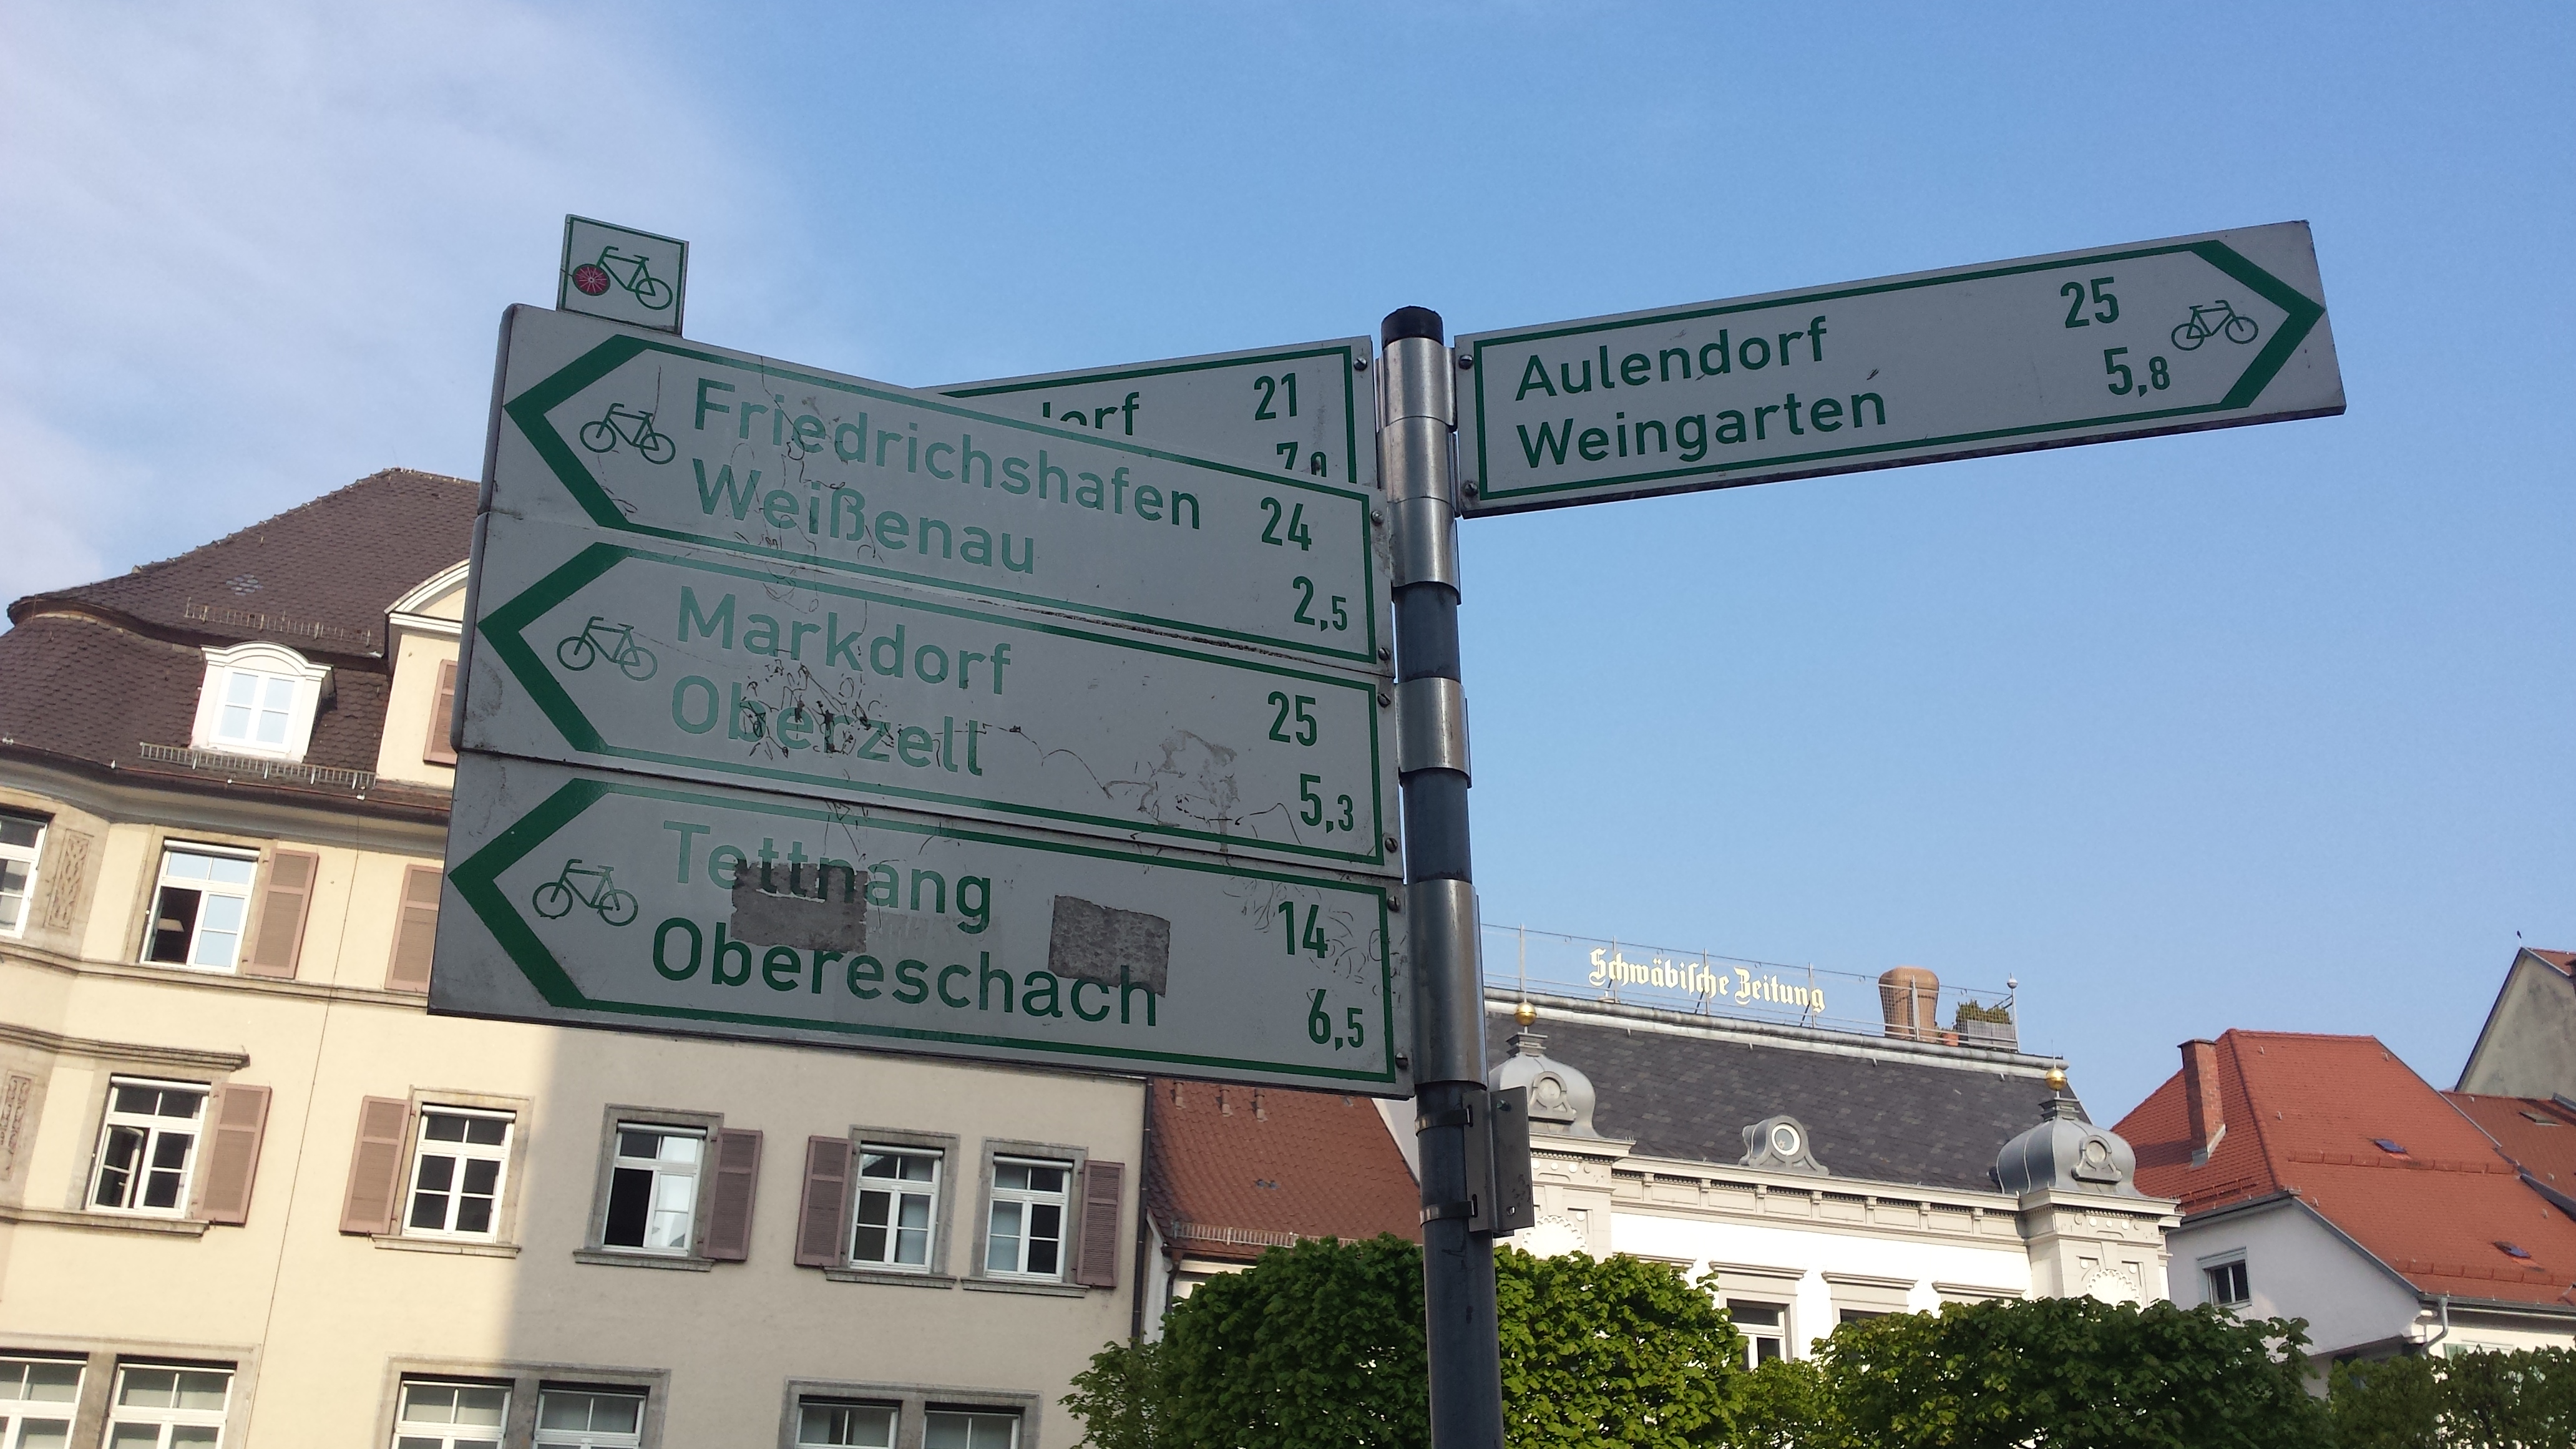 Friedrichshafen 24
Weißenau 2,5
Markdorf 25
Oberzell 5,3
Tettnang 14
Obereschach 6,5
21
Aulendorf 25
Weingarten 5,8
Schwäbische Zeitung